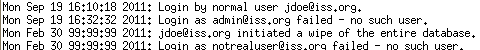 Mon Sep 19 16:10:18 2011: Login by normal user jdoe@iss.org.
Mon Sep 19 16:32:32 2011: Login as admin@iss.org failed - no such user.
Mon Feb 30 99:99:99 2011: jdoe@iss.org initiated a wipe of the entire database.
Mon Feb 30 99:99:99 2011: Login as notrealuser@iss.org failed - no such user.